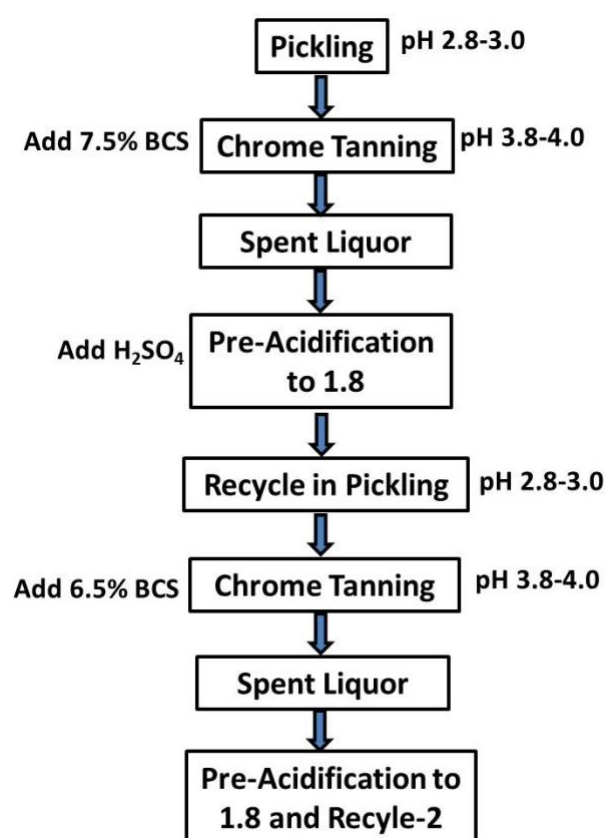 Pickling pH 2.8-3.0
Add 7.5% BCS Chrome Tanning pH 3.8-4.0
Spent Liquor
Add H₂SO₄ Pre-Acidification
to 1.8
Recycle in Pickling pH 2.8-3.0
Add 6.5% BCS Chrome Tanning pH 3.8-4.0
Spent Liquor
Pre-Acidification to
1.8 and Recyle-2